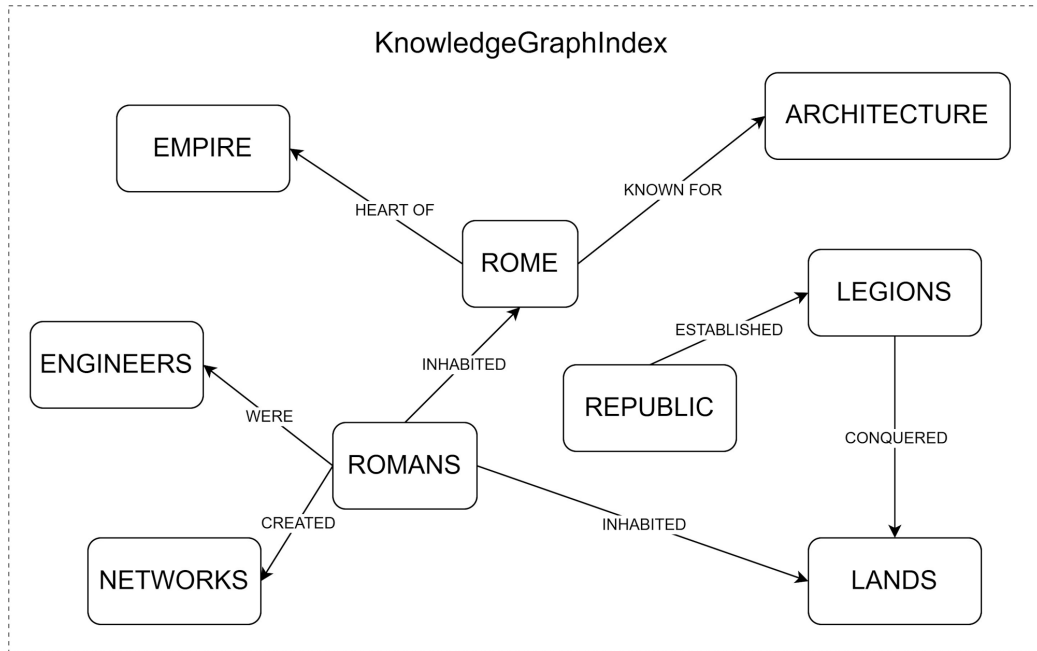 KnowledgeGraphIndex
ARCHITECTURE
EMPIRE
KNOWN FOR
HEART OF
ROME
LEGIONS
ESTABLISHED
ENGINEERS
INHABITED
REPUBLIC
WERE
CONQUERED
ROMANS
CREATED
INHABITED
NETWORKS
LANDS